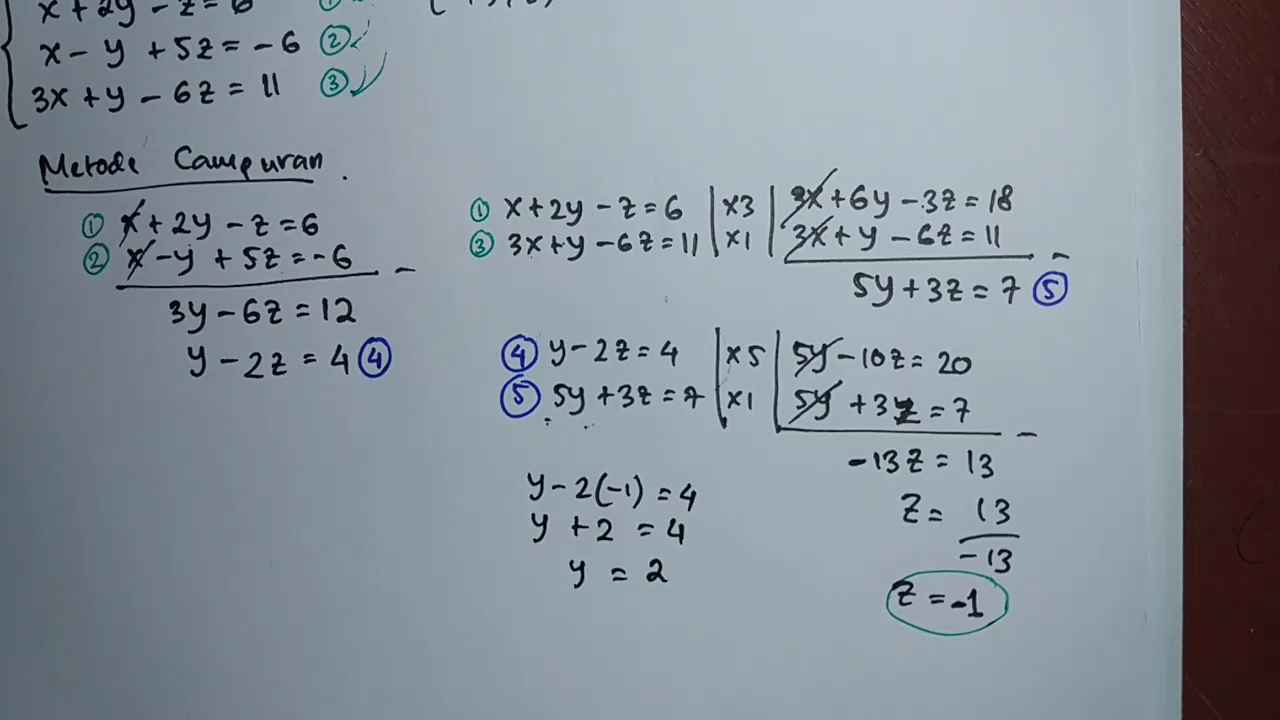 x + 2y - z = 6 ①
x - y + 5z = -6 ②
3x + y - 6z = 11 ③
Metode Campuran.
① x + 2y - z = 6
② x - y + 5z = -6 -
3y - 6z = 12
y - 2z = 4 ④
① x + 2y - z = 6 | x3 | 3x + 6y - 3z = 18
③ 3x + y - 6z = 11 | x1 | 3x + y - 6z = 11 -
5y + 3z = 7 ⑤
④ y - 2z = 4 | x5 | 5y - 10z = 20
⑤ 5y + 3z = 7 | x1 | 5y + 3z = 7 -
-13z = 13
z = 13
-13
z = -1
y - 2(-1) = 4
y + 2 = 4
y = 2